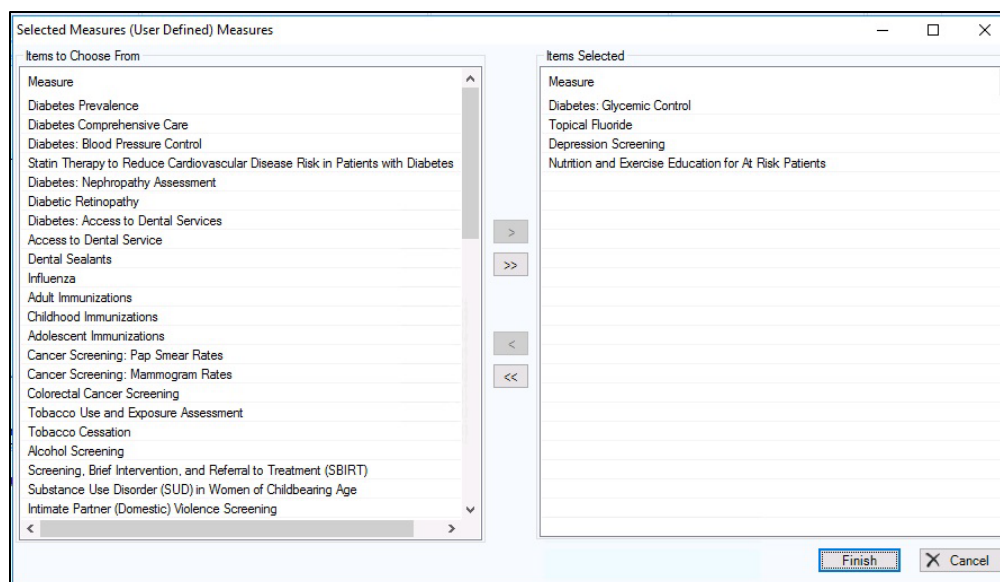 Selected Measures (User Defined) Measures
Items to Choose From
Measure
Diabetes Prevalence
Diabetes Comprehensive Care
Diabetes: Blood Pressure Control
Statin Therapy to Reduce Cardiovascular Disease Risk in Patients with Diabetes
Diabetes: Nephropathy Assessment
Diabetic Retinopathy
Diabetes: Access to Dental Services
Access to Dental Service
Dental Sealants
Influenza
Adult Immunizations
Childhood Immunizations
Adolescent Immunizations
Cancer Screening: Pap Smear Rates
Cancer Screening: Mammogram Rates
Colorectal Cancer Screening
Tobacco Use and Exposure Assessment
Tobacco Cessation
Alcohol Screening
Screening, Brief Intervention, and Referral to Treatment (SBIRT)
Substance Use Disorder (SUD) in Women of Childbearing Age
Intimate Partner (Domestic) Violence Screening
>
>>
<
<<
Items Selected
Measure
Diabetes: Glycemic Control
Topical Fluoride
Depression Screening
Nutrition and Exercise Education for At Risk Patients
Finish
Cancel